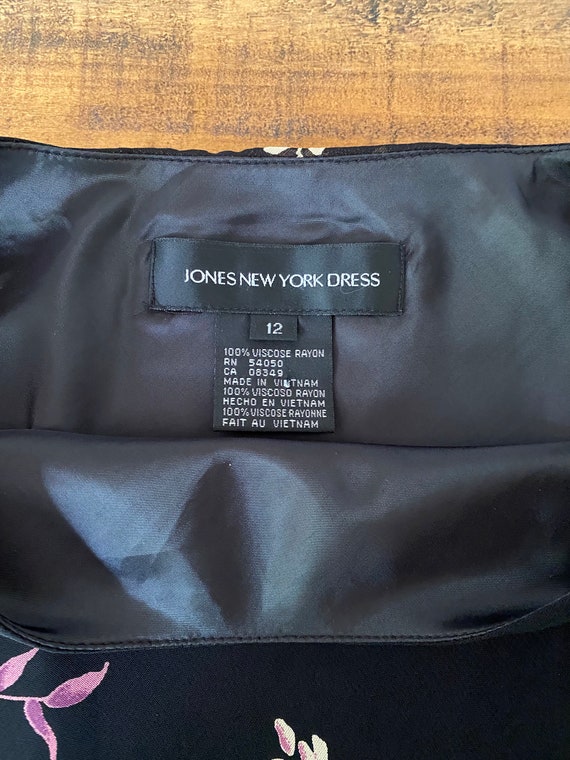 JONES NEW YORK DRESS
12
100% VISCOSE RAYON
RN 54050
CA 08349
MADE IN VIETNAM
100% VISCOSO RAYON
HECHO EN VIETNAM
100% VISCOSE RAYONNE
FAIT AU VIETNAM